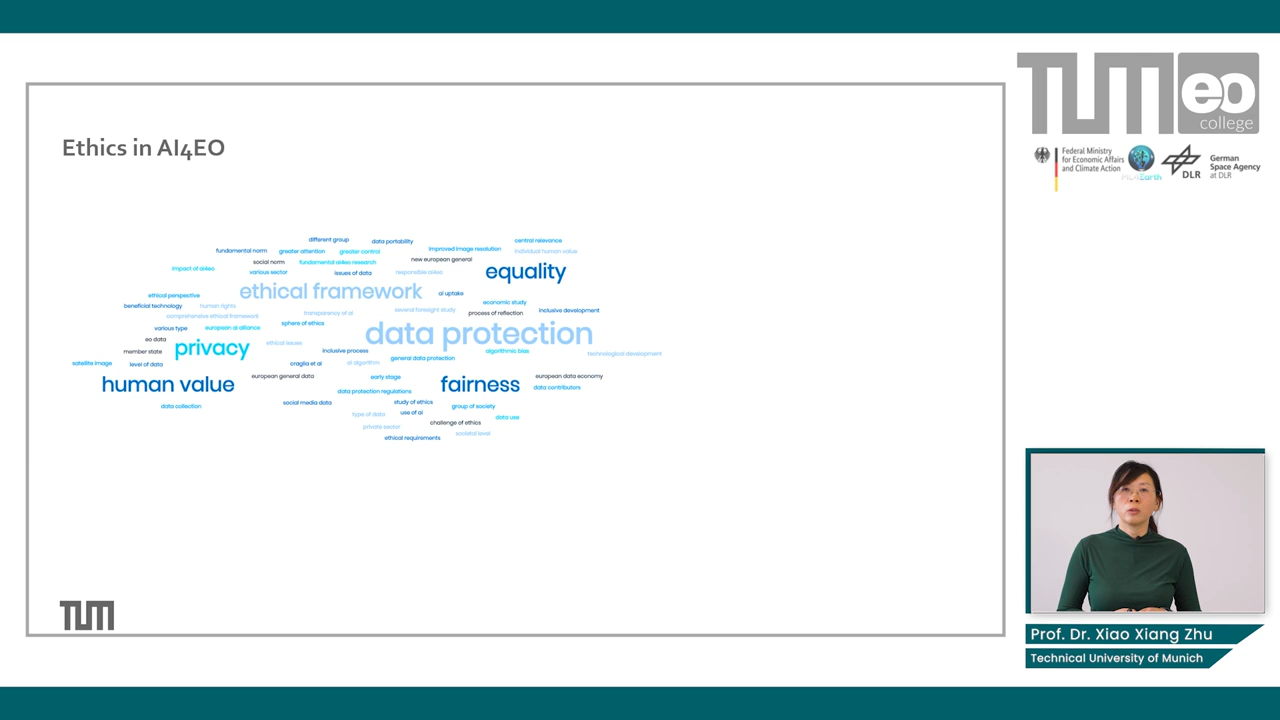 Ethics in AI4EO
different group
data portability
central relevance
fundamental norm
greater attention
greater control
improved image resolution
individual human value
social norm
fundamental ai4eo research
new european general
impact of ai4eo
various sector
issues of data
responsible ai4eo
equality
ethical framework
ethical perspective
ai uptake
beneficial technology
human rights
economic study
comprehensive ethical framework
transparency of ai
several foresight study
process of reflection
inclusive development
various type
european ai alliance
sphere of ethics
data protection
eo data
privacy
ethical issues
member state
inclusive process
general data protection
algorithmic bias
technological development
satellite image
level of data
craglia et al
ai algorithm
human value
european general data
early stage
fairness
european data economy
data protection regulations
data contributors
data collection
social media data
study of ethics
group of society
type of data
use of ai
data use
private sector
challenge of ethics
ethical requirements
societal level
TUM
TUM
eo
college
Federal Ministry
for Economic Affairs
and Climate Action
ML4Earth
DLR
German
Space Agency
at DLR
Prof. Dr. Xiao Xiang Zhu
Technical University of Munich